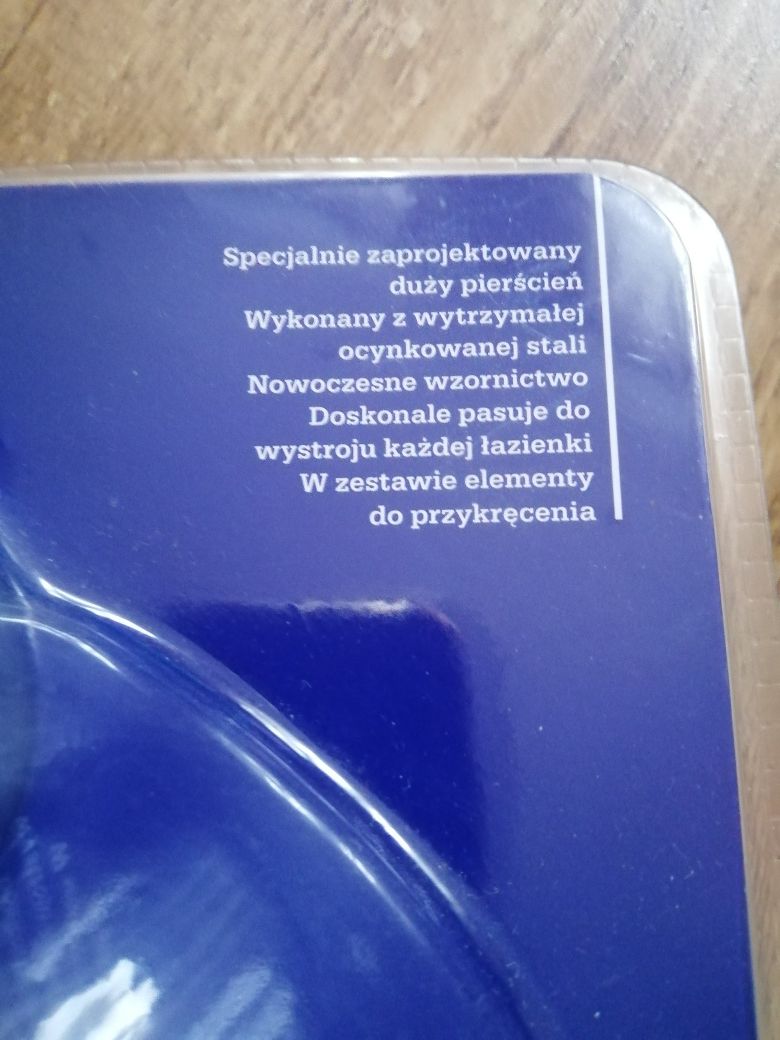 Specjalnie zaprojektowany
duży pierścień
Wykonany z wytrzymałej
ocynkowanej stali
Nowoczesne wzornictwo
Doskonale pasuje do
wystroju każdej łazienki
W zestawie elementy
do przykręcenia